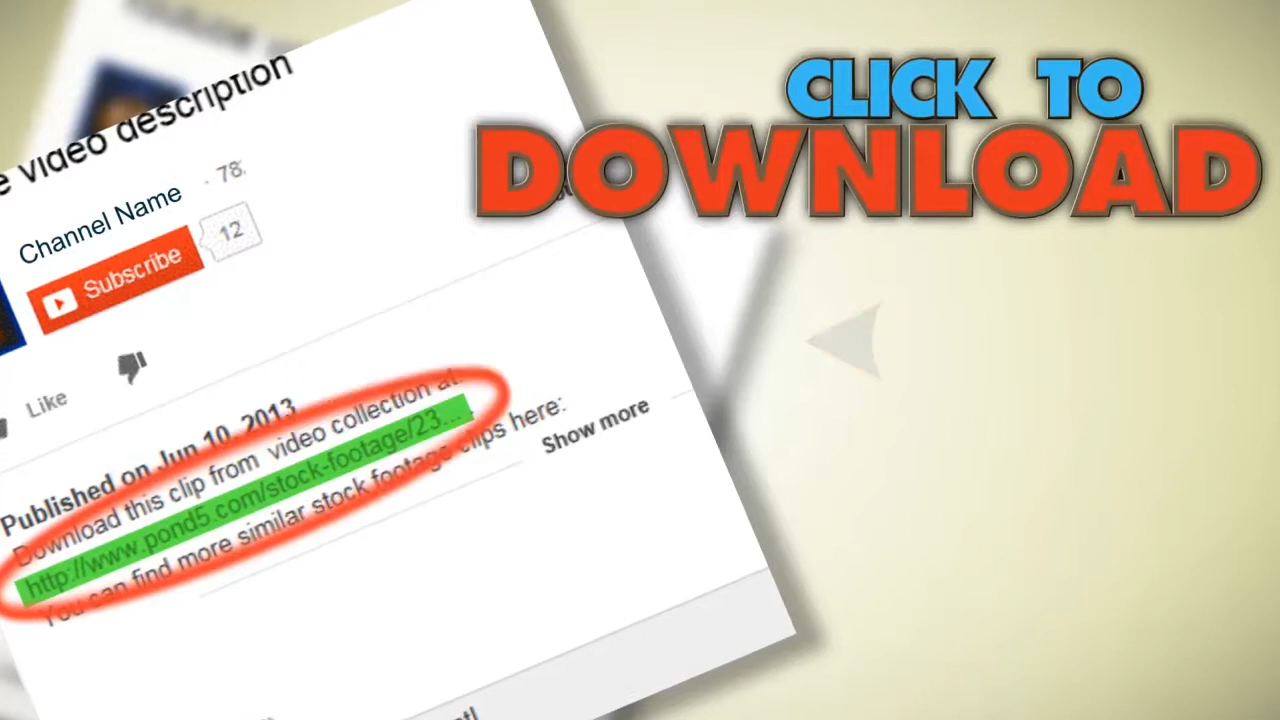 CLICK TO
DOWNLOAD
video description
Channel Name
Subscribe
12
Like
Published on Jun 10, 2013
Download this clip from video collection at
http://www.pond5.com/stock-footage/23...
You can find more similar stock footage clips here:
Show more